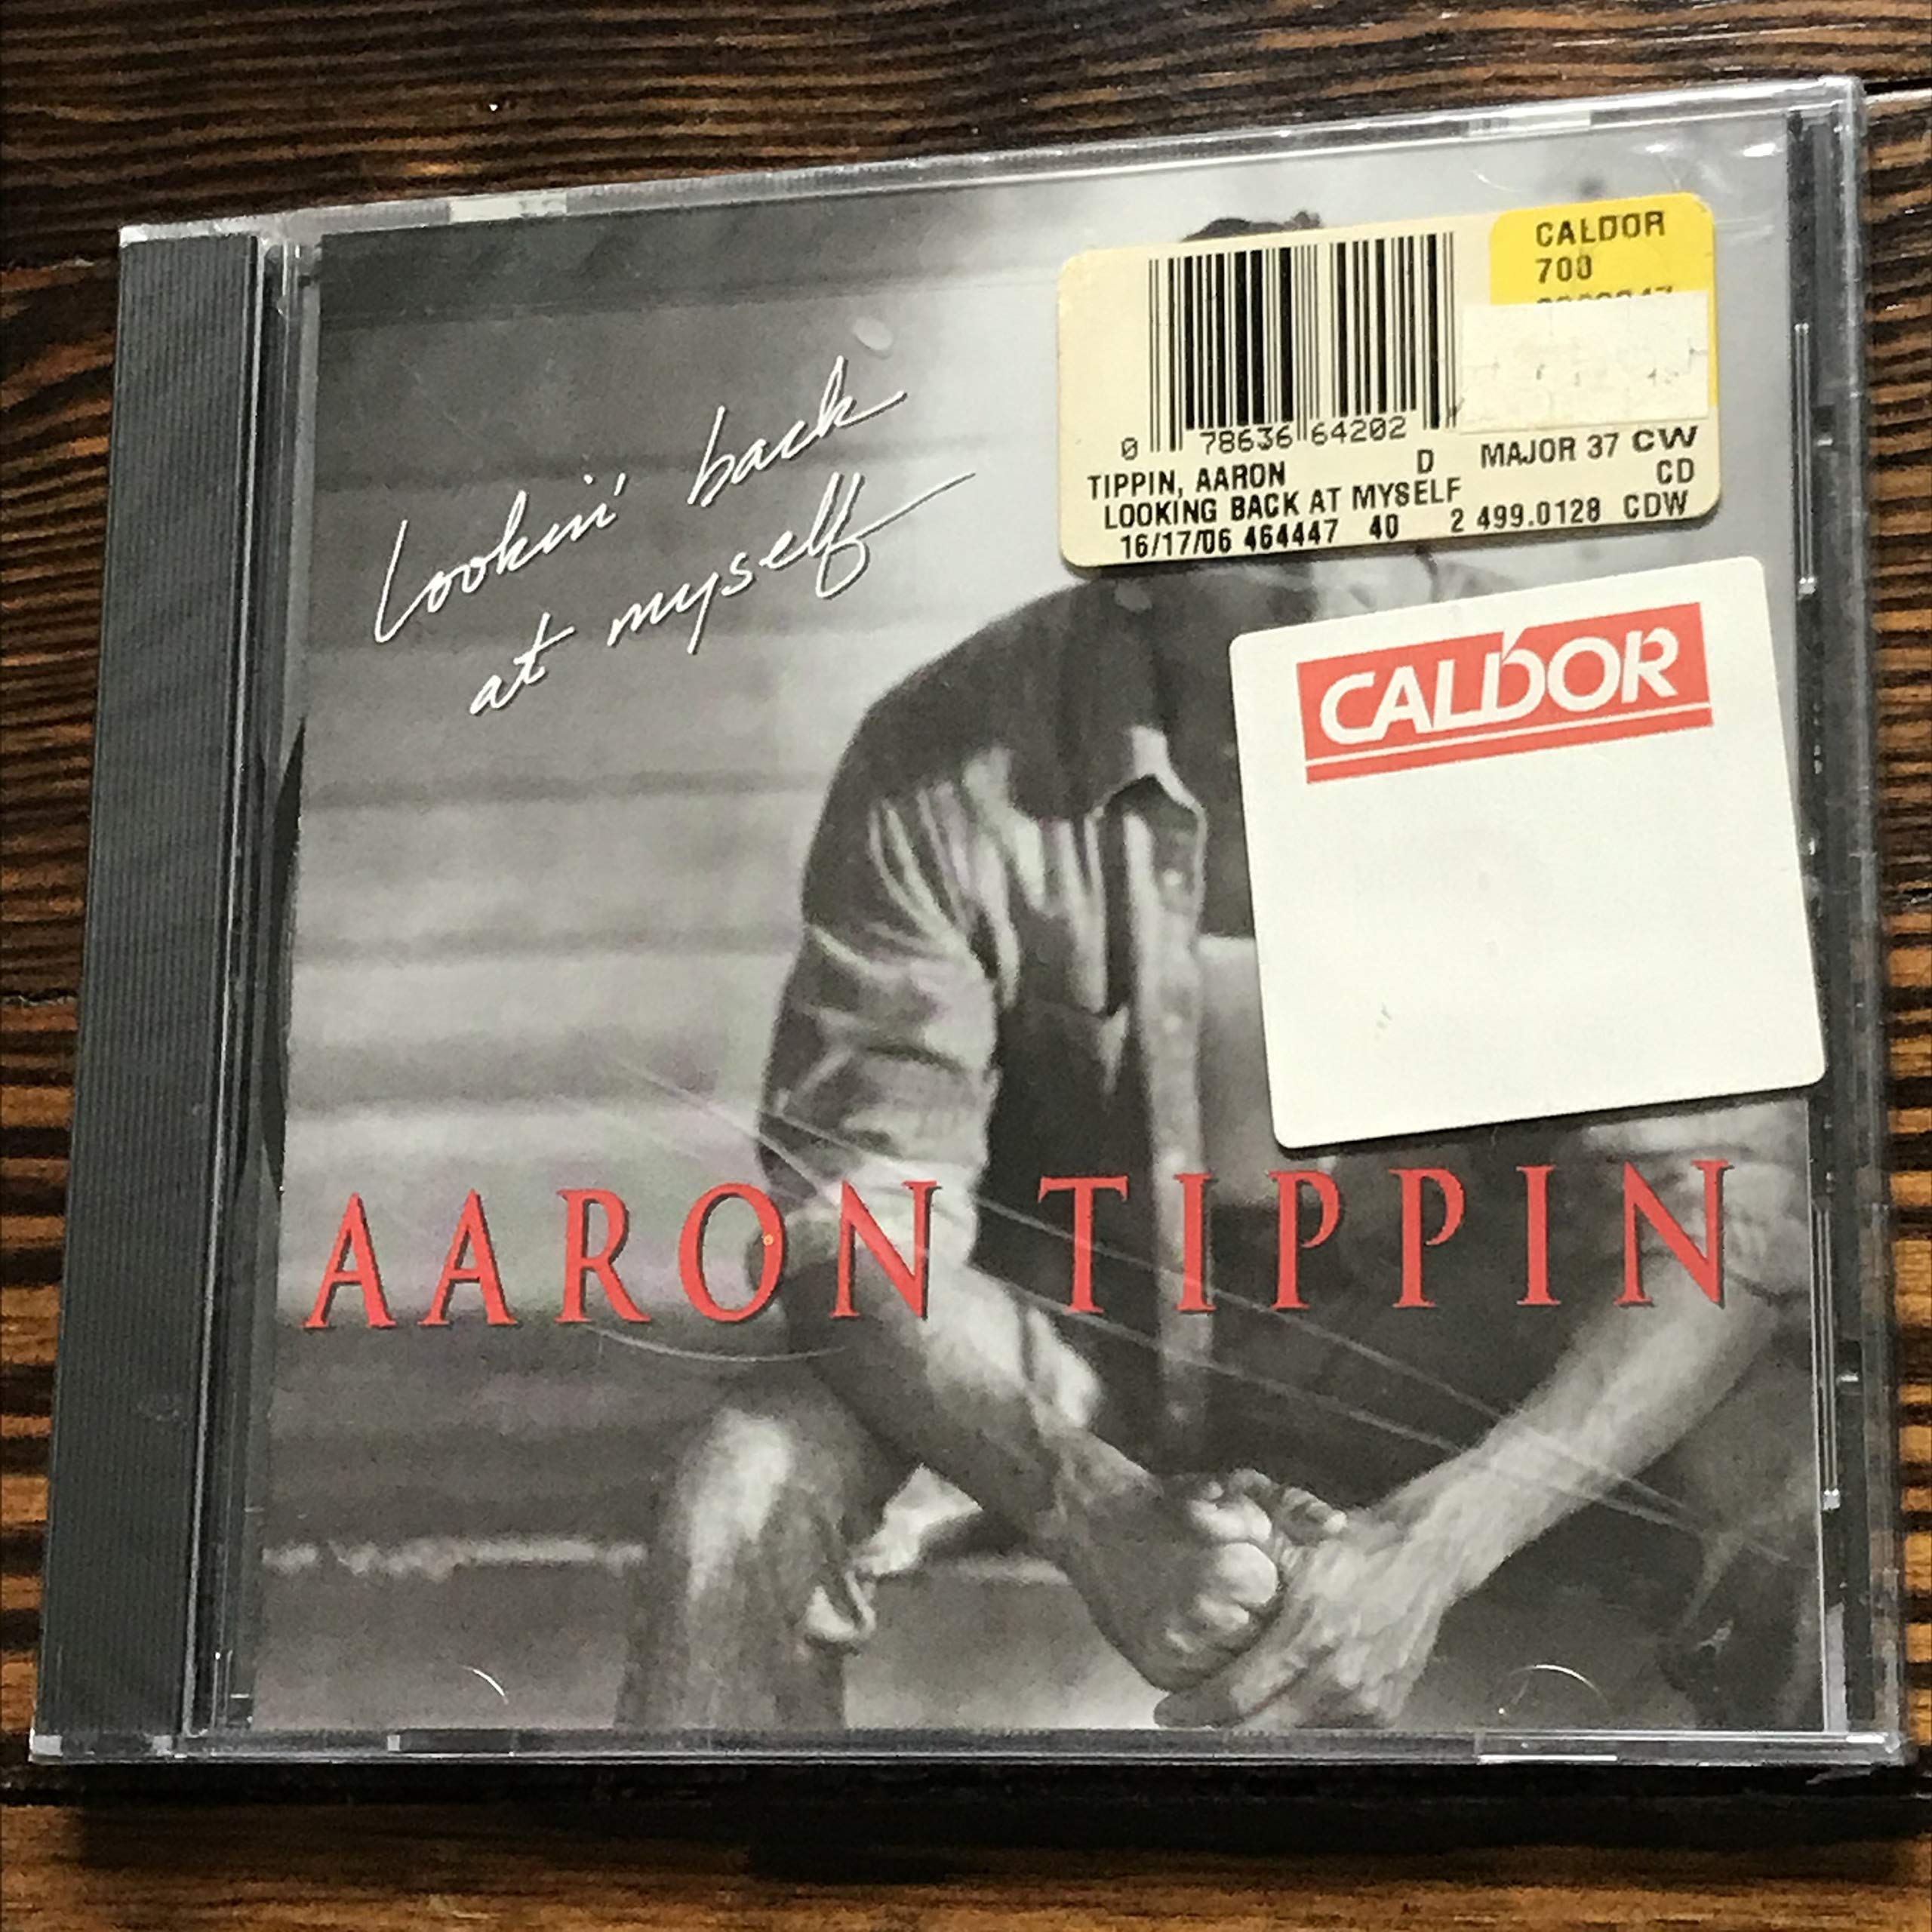 Lookin' back
at myself
CALDOR
700
0 78636 64202
TIPPIN, AARON D MAJOR 37 CW
CD
LOOKING BACK AT MYSELF
16/17/06 464447 40 2 499.0128 CDW
CALDOR
AARON TIPPIN